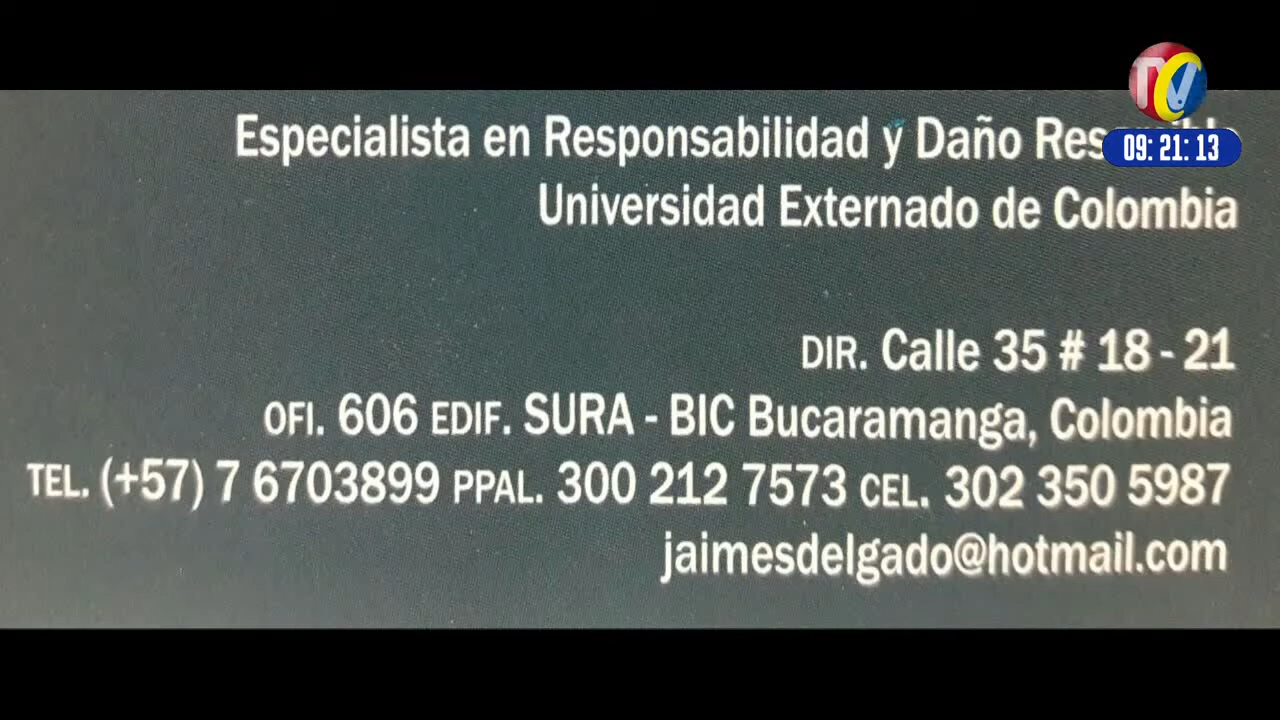 TVC
09: 21: 13
Especialista en Responsabilidad y Daño
Universidad Externado de Colombia
DIR. Calle 35 # 18 - 21
OFI. 606 EDIF. SURA - BIC Bucaramanga, Colombia
TEL. (+57) 7 6703899 PPAL. 300 212 7573 CEL. 302 350 5987
jaimesdelgado@hotmail.com